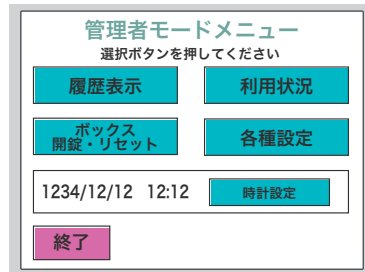 管理者モードメニュー
選択ボタンを押してください
履歴表示
利用状況
ボックス
開錠・リセット
各種設定
1234/12/12 12:12
時計設定
終了